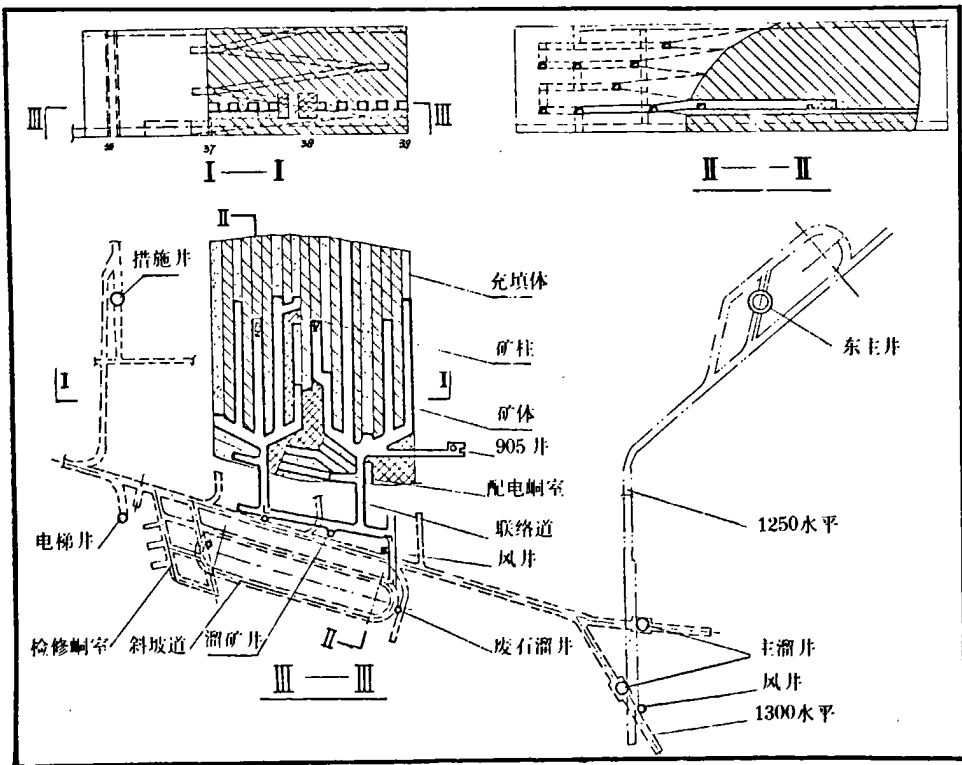 III
III
36
37
38
39
I——I
II——II
II
措施井
充填体
东主井
矿柱
I
I
矿体
905井
配电峒室
1250水平
联络道
电梯井
风井
检修峒室
斜坡道
溜矿井
II
废石溜井
主溜井
III——III
风井
1300水平